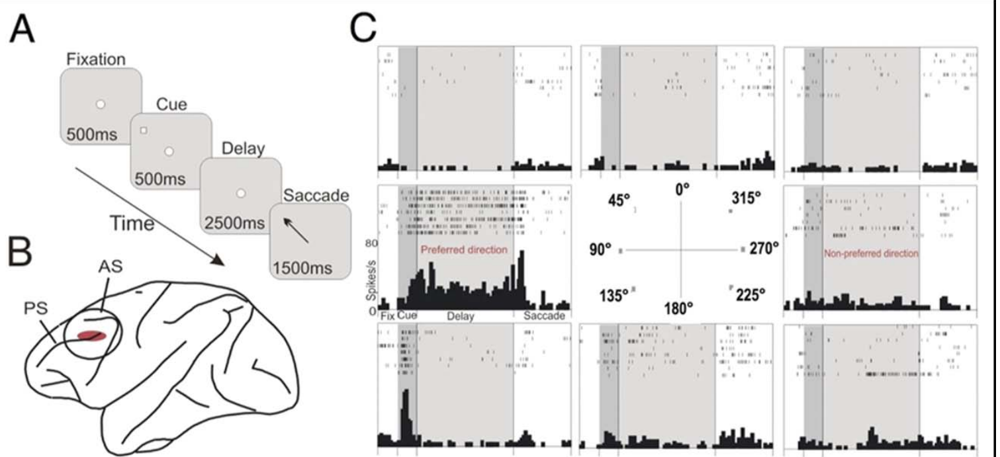 A
Fixation
500ms
Cue
500ms
Delay
2500ms
Saccade
1500ms
Time
B
AS
PS
C
80
Spikes/s
0
Preferred direction
Fix Cue Delay Saccade
0°
45°
315°
90°
270°
135°
225°
180°
Non-preferred direction